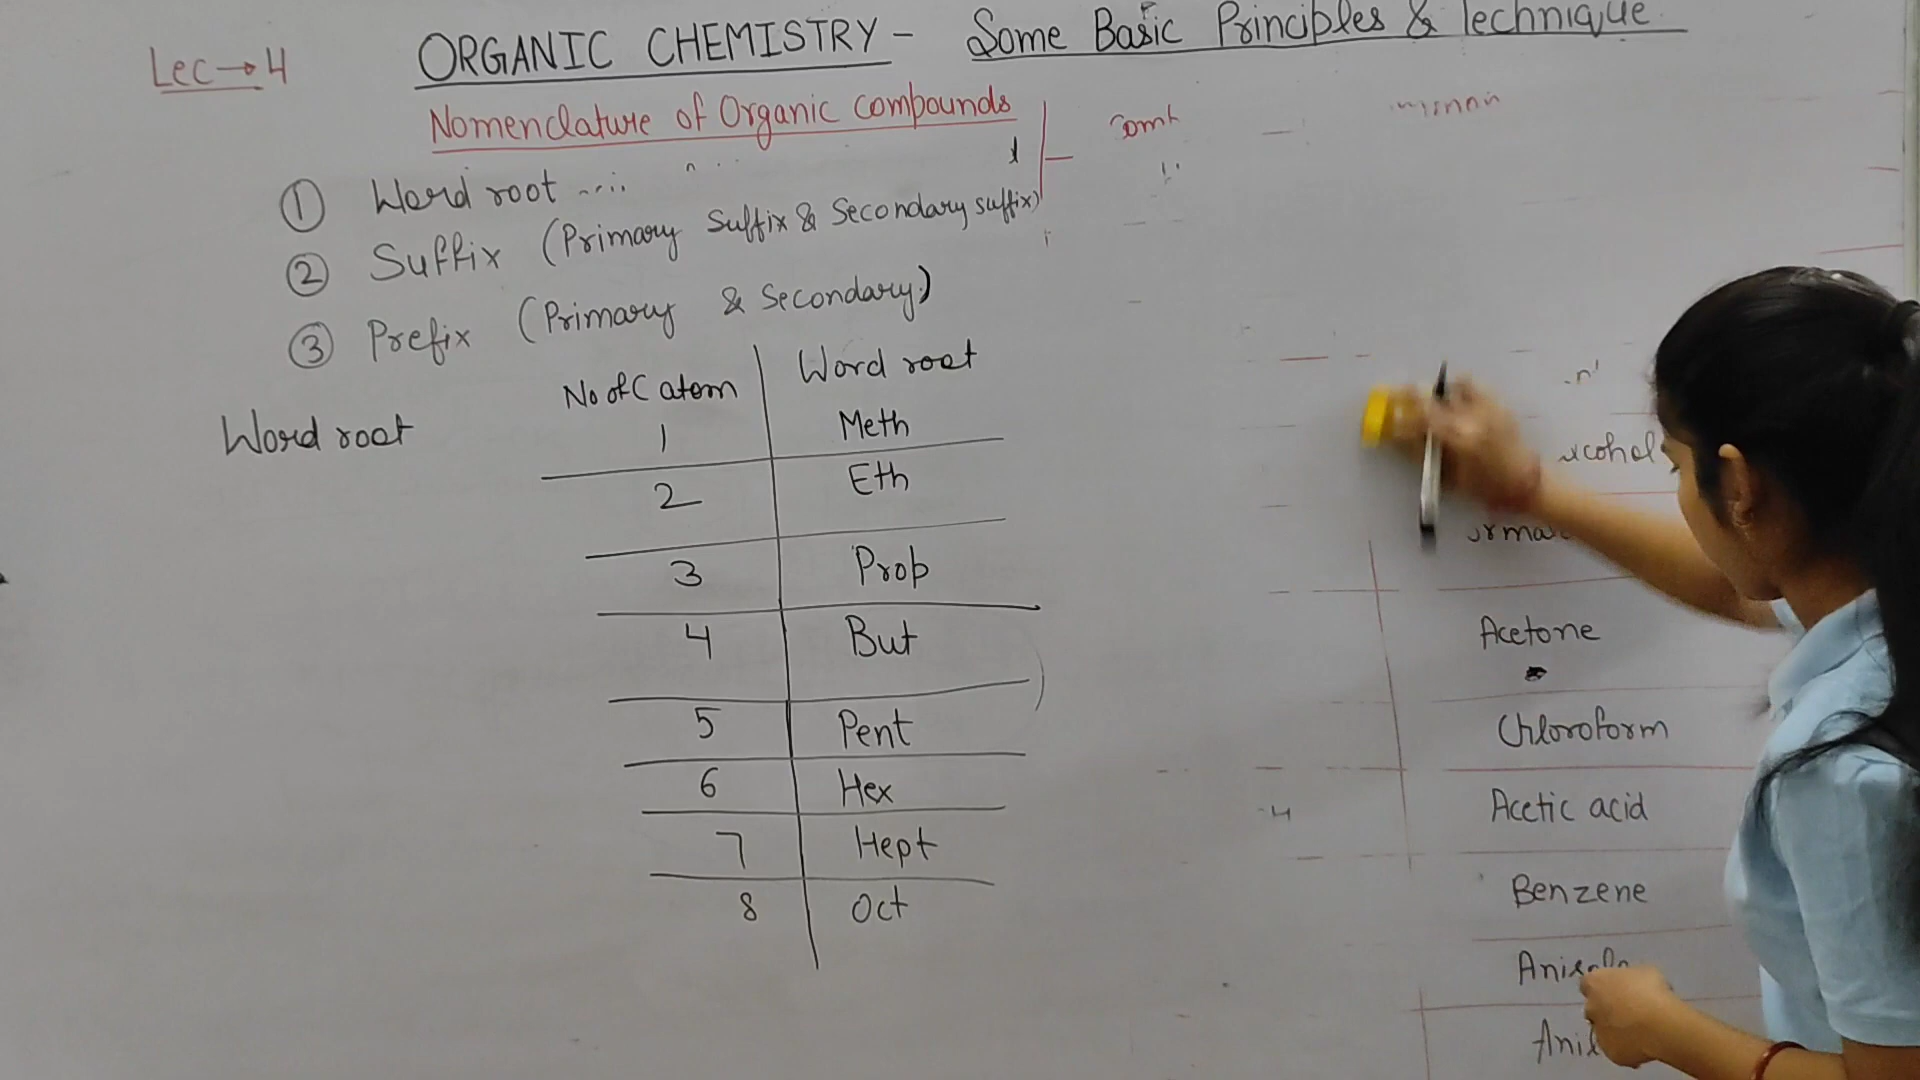 Lec → 4
ORGANIC CHEMISTRY - Some Basic Principles & Technique
Nomenclature of Organic compounds
① Word root
② Suffix (Primary Suffix & Secondary suffix)
③ Prefix (Primary & Secondary)
Word root
No of C atom Word root
1 Meth
2 Eth
3 Prop
4 But
5 Pent
6 Hex
7 Hept
8 Oct
Acetone
Chloroform
Acetic acid
Benzene